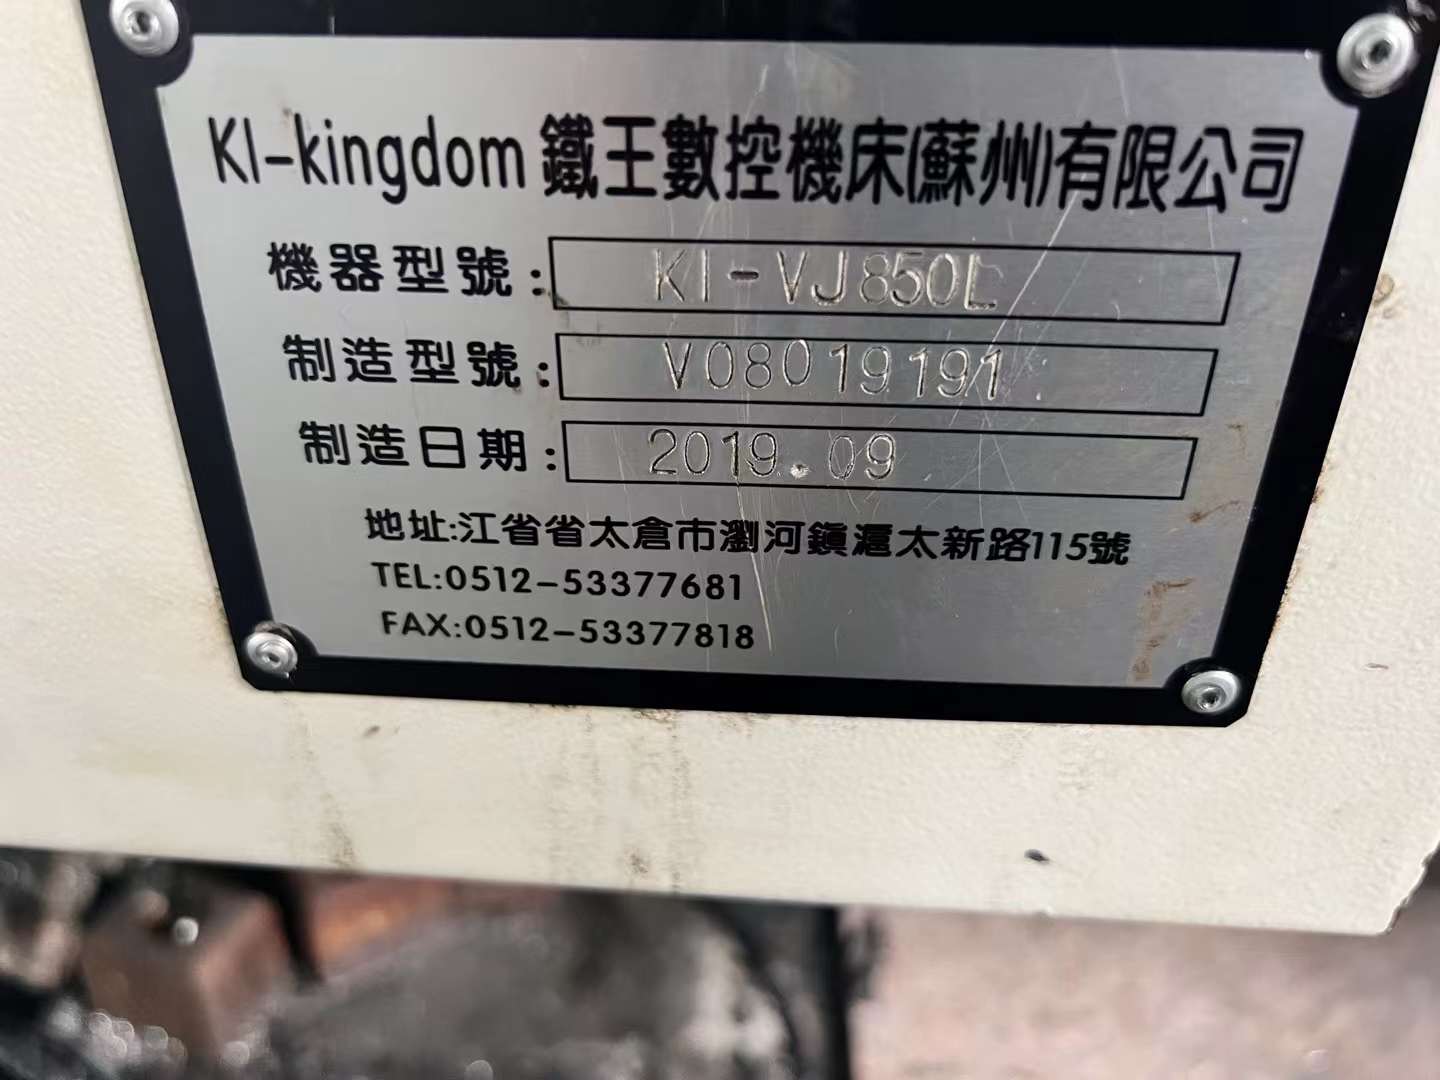 KI-kingdom 鐵王數控機床(蘇州)有限公司
機器型號: KI-VJ850L
制造型號: V08019191
制造日期: 2019.09
地址:江省省太倉市瀏河鎮滬太新路115號
TEL:0512-53377681
FAX:0512-53377818